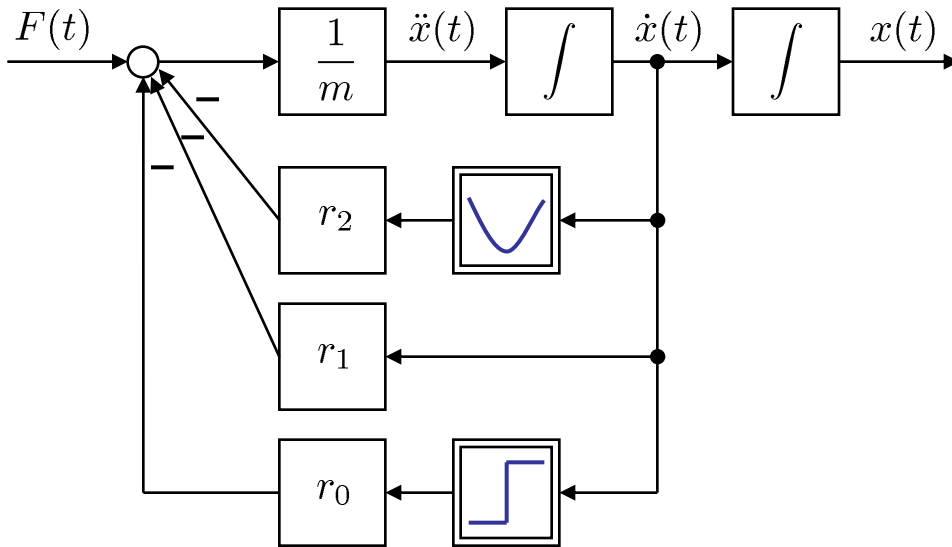 F(t) 1/m ẍ(t) ∫ ẋ(t) ∫ x(t)
−
−
−
r₂
r₁
r₀